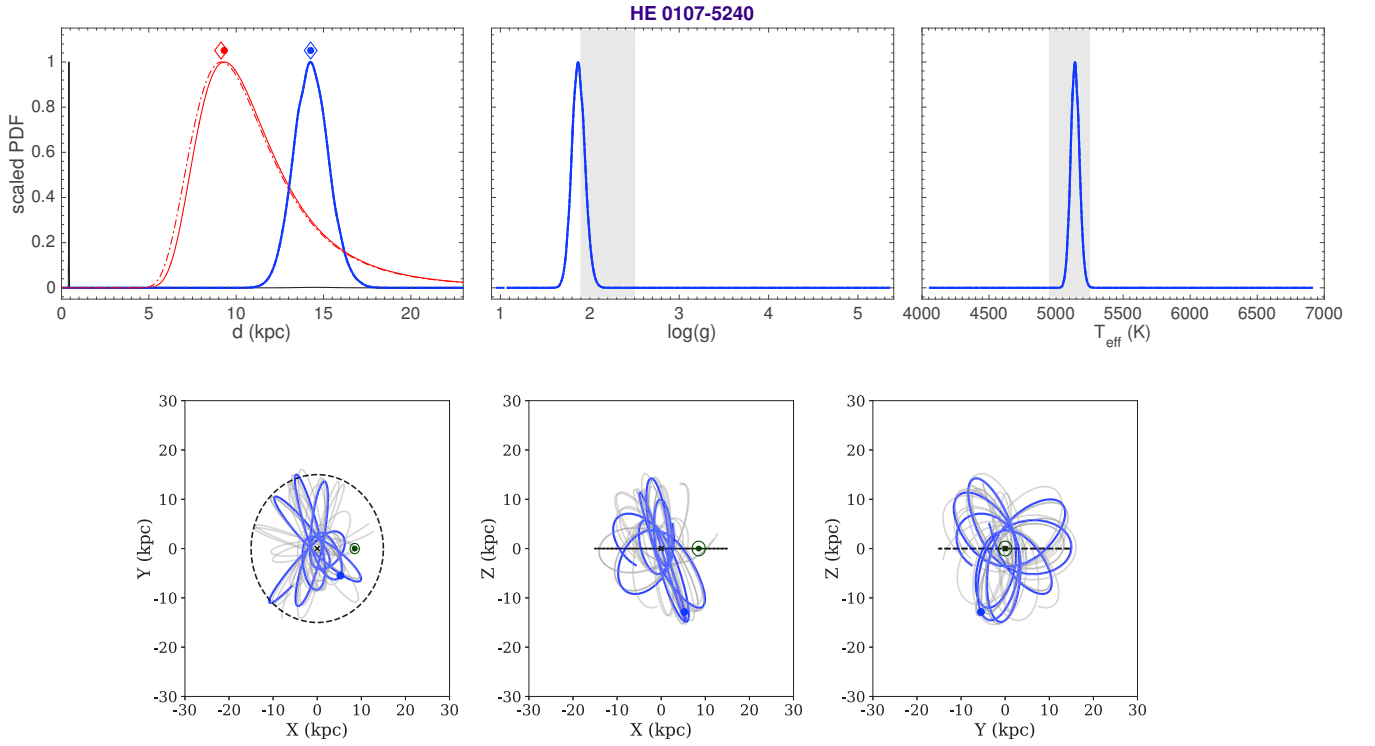 HE 0107-5240
scaled PDF
1
0.8
0.6
0.4
0.2
0
0 5 10 15 20
d (kpc)
1 2 3 4 5
log(g)
4000 4500 5000 5500 6000 6500 7000
T_eff (K)
Y (kpc)
30
20
10
0
-10
-20
-30
-30 -20 -10 0 10 20 30
X (kpc)
Z (kpc)
30
20
10
0
-10
-20
-30
-30 -20 -10 0 10 20 30
X (kpc)
Z (kpc)
30
20
10
0
-10
-20
-30
-30 -20 -10 0 10 20 30
Y (kpc)